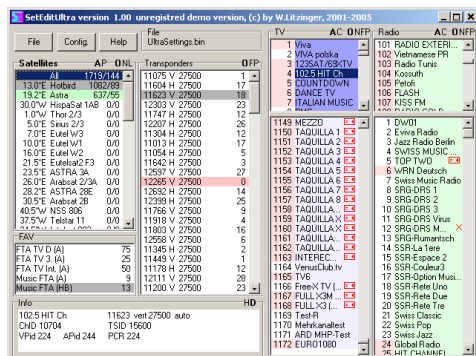 SetEditUltra version 1.00 unregistred demo version, (c) by W.Litzinger, 2001-2005
File Config. Help
File
UltraSettings.bin
Satellites AP ONL
All 1719/144
13.0°E Hotbird 1082/89
19.2°E Astra 637/55
30.0°W HispaSat 1AB 0/0
1.0°W Thor 2/3 0/0
5.0°E Sirius 2/3 0/0
7.0°E Eutel W3 0/0
10.0°E Eutel W1 0/0
16.0°E Eutel W2 0/0
21.5°E Eutelsat2 F3 0/0
23.5°E ASTRA 3A 0/0
26.0°E Arabsat 2/3A 0/0
28.2°E ASTRA 2BE 0/0
30.5°E Arabsat 2B 0/0
40.5°W NSS 806 0/0
37.5°W Telstar 11 0/0
FAV
FTA TV D (A) 75
FTA TV 3. (A) 25
FTA TV Int. (A) 50
Music FTA (A) 9
Music FTA (HB) 13
Transponders OFP
11075 V 27500 1
11604 H 27500 17
11623 V 27500 18
12303 V 27500 23
11747 H 27500 12
12207 H 27500 26
11304 H 27500 12
11013 H 27500 17
11054 H 27500 5
11642 H 27500 3
12597 V 27500 27
12265 V 27500 0
12692 H 27500 14
12399 H 27500 25
11766 V 27500 9
11918 V 27500 4
11803 V 27500 16
12558 V 27500 6
11345 H 27500 2
11449 V 27500 1
11178 H 27500 12
12111 V 27500 28
11200 V 27500 23
Info HD
102.5 HIT Ch 11623 vert 27500 auto
CHD 10704 TSID 15600
VPid 224 APid 244 PCR 224
TV AC ONFP
1 Viva
2 VIVA polska
3 123SAT/69XTV
4 102.5 HIT Ch
5 COUNTDOWN
6 DANCE TV
7 ITALIAN MUSIC
1149 MEZZO
1150 TAQUILLA 1
1151 TAQUILLA 2
1152 TAQUILLA 3
1153 TAQUILLA 4
1154 TAQUILLA 5
1155 TAQUILLA 6
1156 TAQUILLA 7
1157 TAQUILLA 8
1158 TAQUILLA...
1159 TAQUILLA X
1160 TAQUILLA X
1161 TAQUILLA X
1162 TAQUILLA...
1163 INTEREC...
1164 VenusClub.tv
1165 TV6
1166 Free-X TV (...
1167 FULL X3M ...
1168 FULL X3 (...
1169 Test-R
1170 Mehrkanaltest
1171 ARD MHP-Test
1172 EURO1080
Radio AC ONFP
101 RADIO EXTERI...
102 Vietnamese PR
103 Radio Tunis
104 Kossuth
105 Petofi
106 FLASH
107 KISS FM
1 DW01
2 Eviva Radio
3 Jazz Radio Berlin
4 SWISS MUSIC ...
5 TOP TWO
6 WRN Deutsch
7 Swiss Music Radio
8 SRG-DRS 1
9 SRG-DRS 2
10 SRG-DRS 3
11 SRG-DRS Virus
12 SRG-DRS M...
13 SRG-Rumantsch
14 SSR-La 1ere
15 SSR-Espace 2
16 SSR-Couleur3
17 SSR-Option Musi...
18 SSR-Rete Uno
19 SSR-Rete Due
20 SSR-Rete Tre
21 Swiss Classic
22 Swiss Pop
23 Swiss Jazz
24 Global Radio
25 HIT CHANNEL